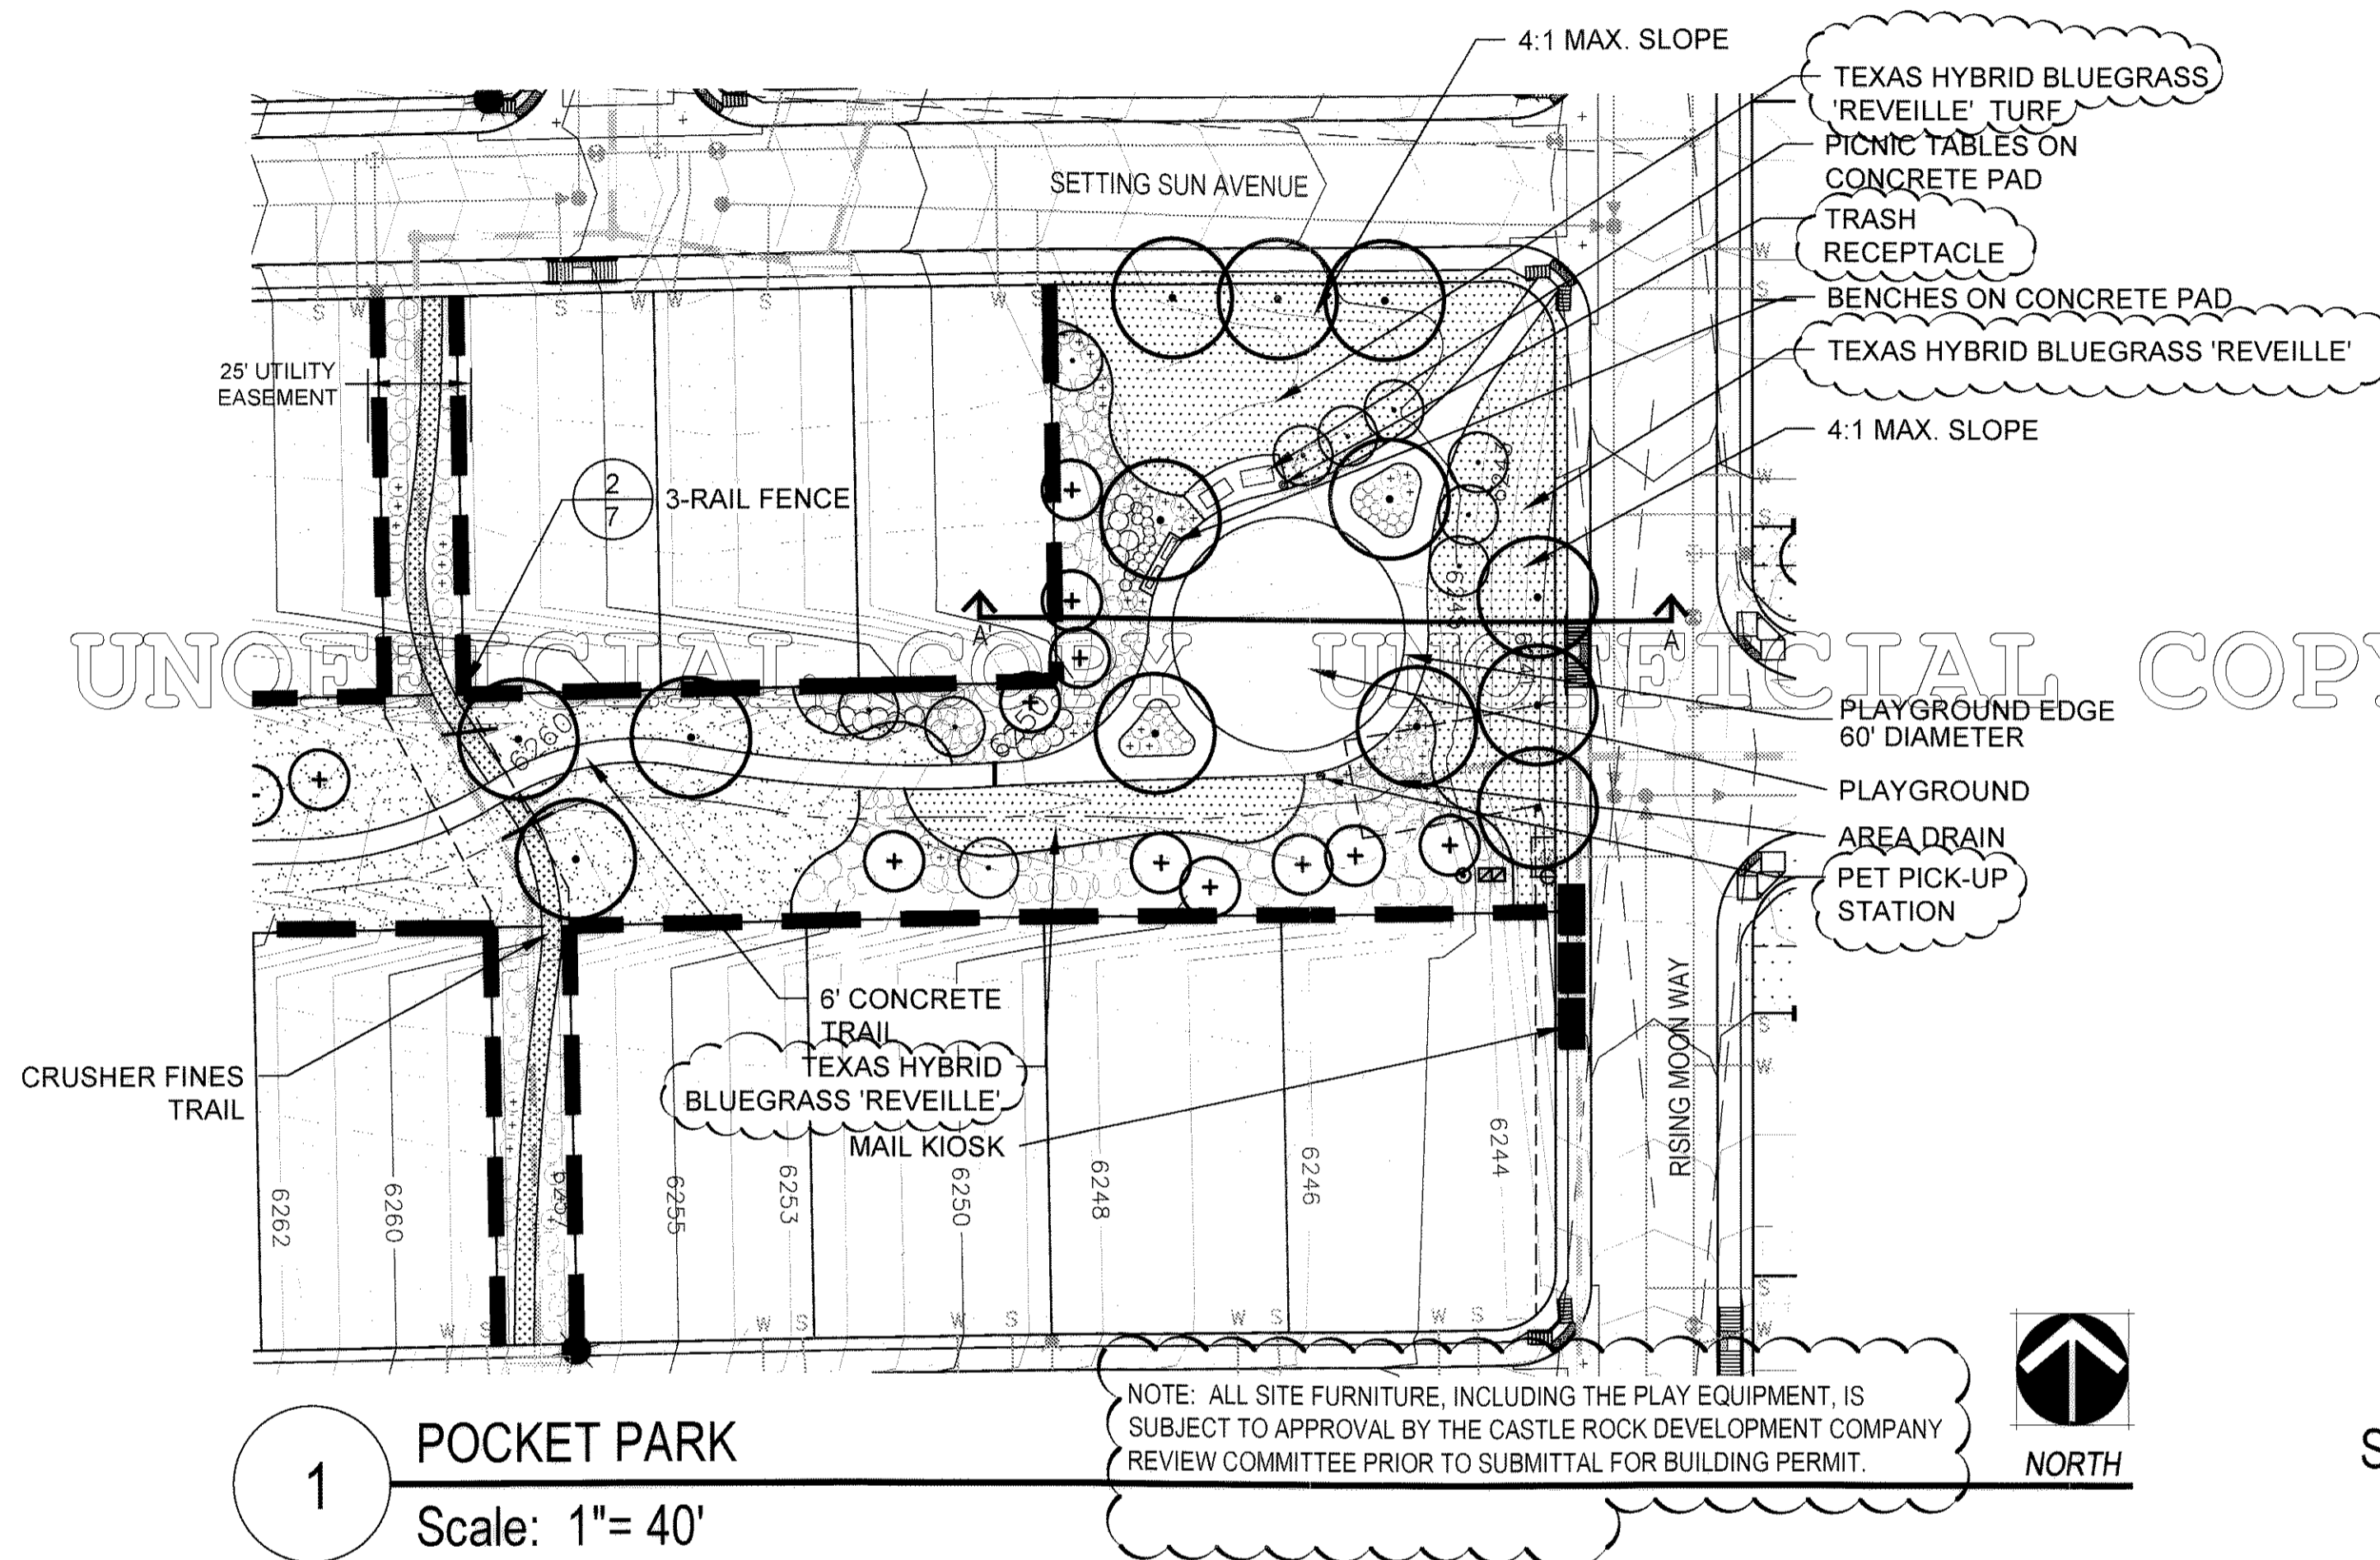 4:1 MAX. SLOPE
TEXAS HYBRID BLUEGRASS
'REVEILLE' TURF
PICNIC TABLES ON
CONCRETE PAD
TRASH
RECEPTACLE
BENCHES ON CONCRETE PAD
TEXAS HYBRID BLUEGRASS 'REVEILLE'
4:1 MAX. SLOPE
SETTING SUN AVENUE
S W S W W S W S
25' UTILITY
EASEMENT
2
7
3-RAIL FENCE
W
S
W
S
A A
6245
UNOFFICIAL COPY UNOFFICIAL COPY
6260
PLAYGROUND EDGE
60' DIAMETER
PLAYGROUND
AREA DRAIN
PET PICK-UP
STATION
6' CONCRETE
TRAIL
TEXAS HYBRID
BLUEGRASS 'REVEILLE'
MAIL KIOSK
CRUSHER FINES
TRAIL
RISING MOON WAY
S
W
6262
6260
6257
6255
6253
6250
6248
6246
6244
W S W S W S W S W S
S
W
NOTE: ALL SITE FURNITURE, INCLUDING THE PLAY EQUIPMENT, IS
SUBJECT TO APPROVAL BY THE CASTLE ROCK DEVELOPMENT COMPANY
REVIEW COMMITTEE PRIOR TO SUBMITTAL FOR BUILDING PERMIT.
NORTH
S
1
POCKET PARK
Scale: 1"= 40'